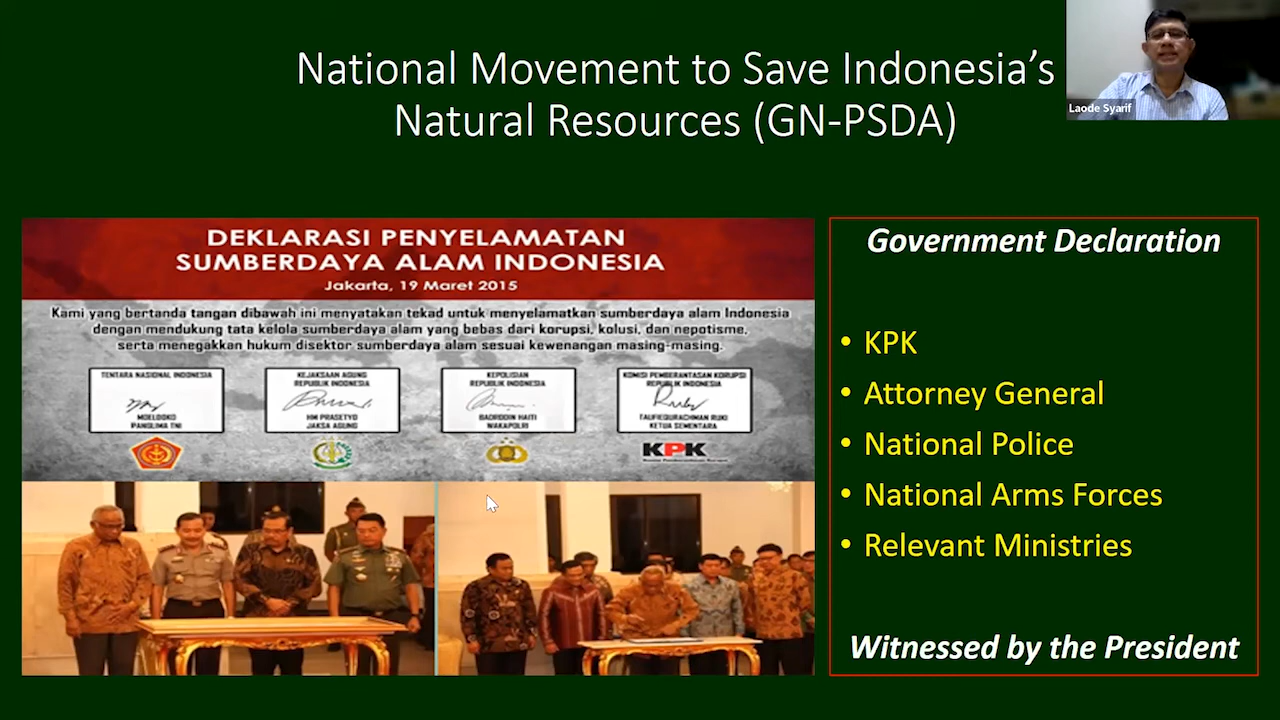 National Movement to Save Indonesia's
Natural Resources (GN-PSDA)
Laode Syarif
DEKLARASI PENYELAMATAN
SUMBERDAYA ALAM INDONESIA
Jakarta, 19 Maret 2015
Kami yang bertanda tangan dibawah ini menyatakan tekad untuk menyelamatkan sumberdaya alam Indonesia
dengan mendukung tata kelola sumberdaya alam yang bebas dari korupsi, kolusi, dan nepotisme,
serta menegakkan hukum disektor sumberdaya alam sesuai kewenangan masing-masing.
TENTARA NASIONAL INDONESIA
MOELDOKO
PANGLIMA TNI
KEJAKSAAN AGUNG
REPUBLIK INDONESIA
HM PRASETYO
JAKSA AGUNG
KEPOLISIAN
REPUBLIK INDONESIA
BADRODIN HAITI
WAKAPOLRI
KOMISI PEMBERANTASAN KORUPSI
REPUBLIK INDONESIA
TAUFIEQURACHMAN RUKI
KETUA SEMENTARA
KPK
Komisi Pemberantasan Korupsi
Government Declaration
• KPK
• Attorney General
• National Police
• National Arms Forces
• Relevant Ministries
Witnessed by the President